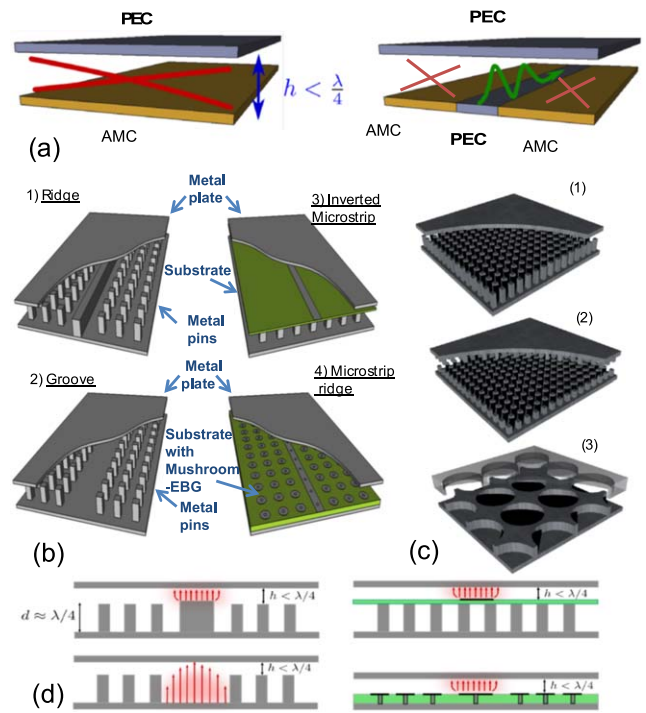 PEC
PEC
h < λ/4
AMC
AMC
PEC
AMC
(a)
1) Ridge
Metal
plate
3) Inverted
Microstrip
Substrate
Metal
pins
2) Groove
Metal
plate
4) Microstrip
ridge
Substrate
with
Mushroom
-EBG
Metal
pins
(b)
(1)
(2)
(3)
(c)
h < λ/4
d ≈ λ/4
h < λ/4
h < λ/4
h < λ/4
(d)